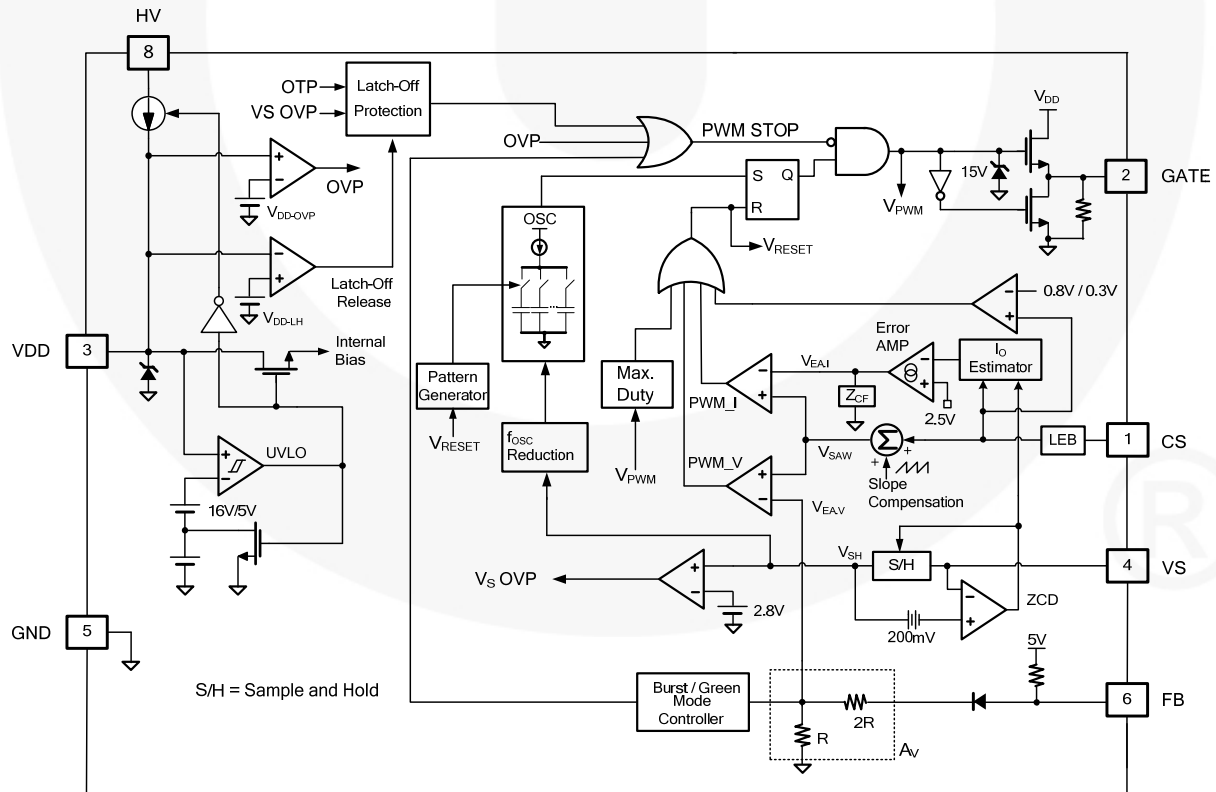 HV
8
OTP
VS OVP
Latch-Off
Protection
OVP
PWM STOP
VDD
15V
2
GATE
VPWM
+
−
OVP
VDD-OVP
S
Q
R
VRESET
OSC
−
+
Latch-Off
Release
VDD-LH
−
+
0.8V / 0.3V
VDD
3
Internal
Bias
Pattern
Generator
VRESET
fOSC
Reduction
Max.
Duty
VPWM
PWM_I
−
+
VEA.I
ZCF
Error
AMP
−
+
2.5V
IO
Estimator
LEB
1
CS
Σ
+
+
VSAW
Slope
Compensation
PWM_V
+
−
VEA.V
+
−
UVLO
16V/5V
VS OVP
+
−
2.8V
VSH
S/H
4
VS
−
+
ZCD
200mV
GND
5
S/H = Sample and Hold
Burst / Green
Mode
Controller
2R
R
AV
5V
6
FB
®